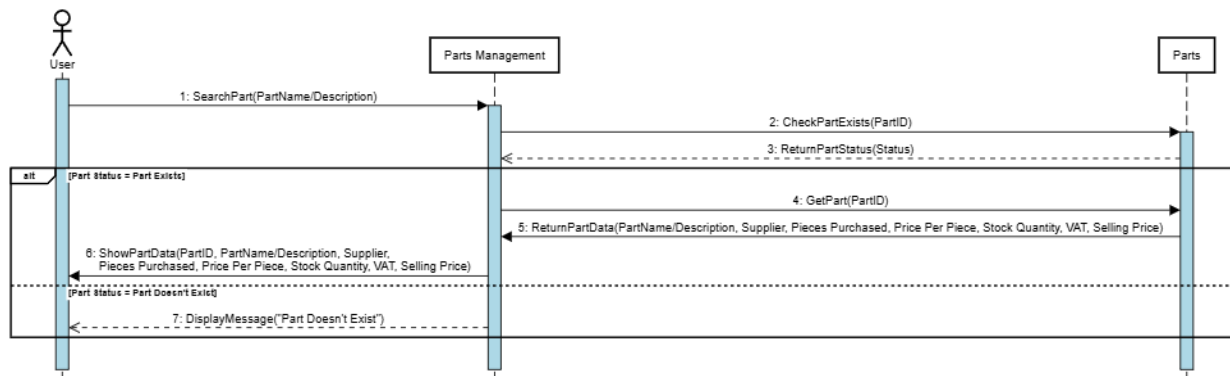 User
Parts Management
Parts
1: SearchPart(PartName/Description)
2: CheckPartExists(PartID)
3: ReturnPartStatus(Status)
alt
[Part Status = Part Exists]
4: GetPart(PartID)
5: ReturnPartData(PartName/Description, Supplier, Pieces Purchased, Price Per Piece, Stock Quantity, VAT, Selling Price)
6: ShowPartData(PartID, PartName/Description, Supplier,
Pieces Purchased, Price Per Piece, Stock Quantity, VAT, Selling Price)
[Part Status = Part Doesn't Exist]
7: DisplayMessage("Part Doesn't Exist")